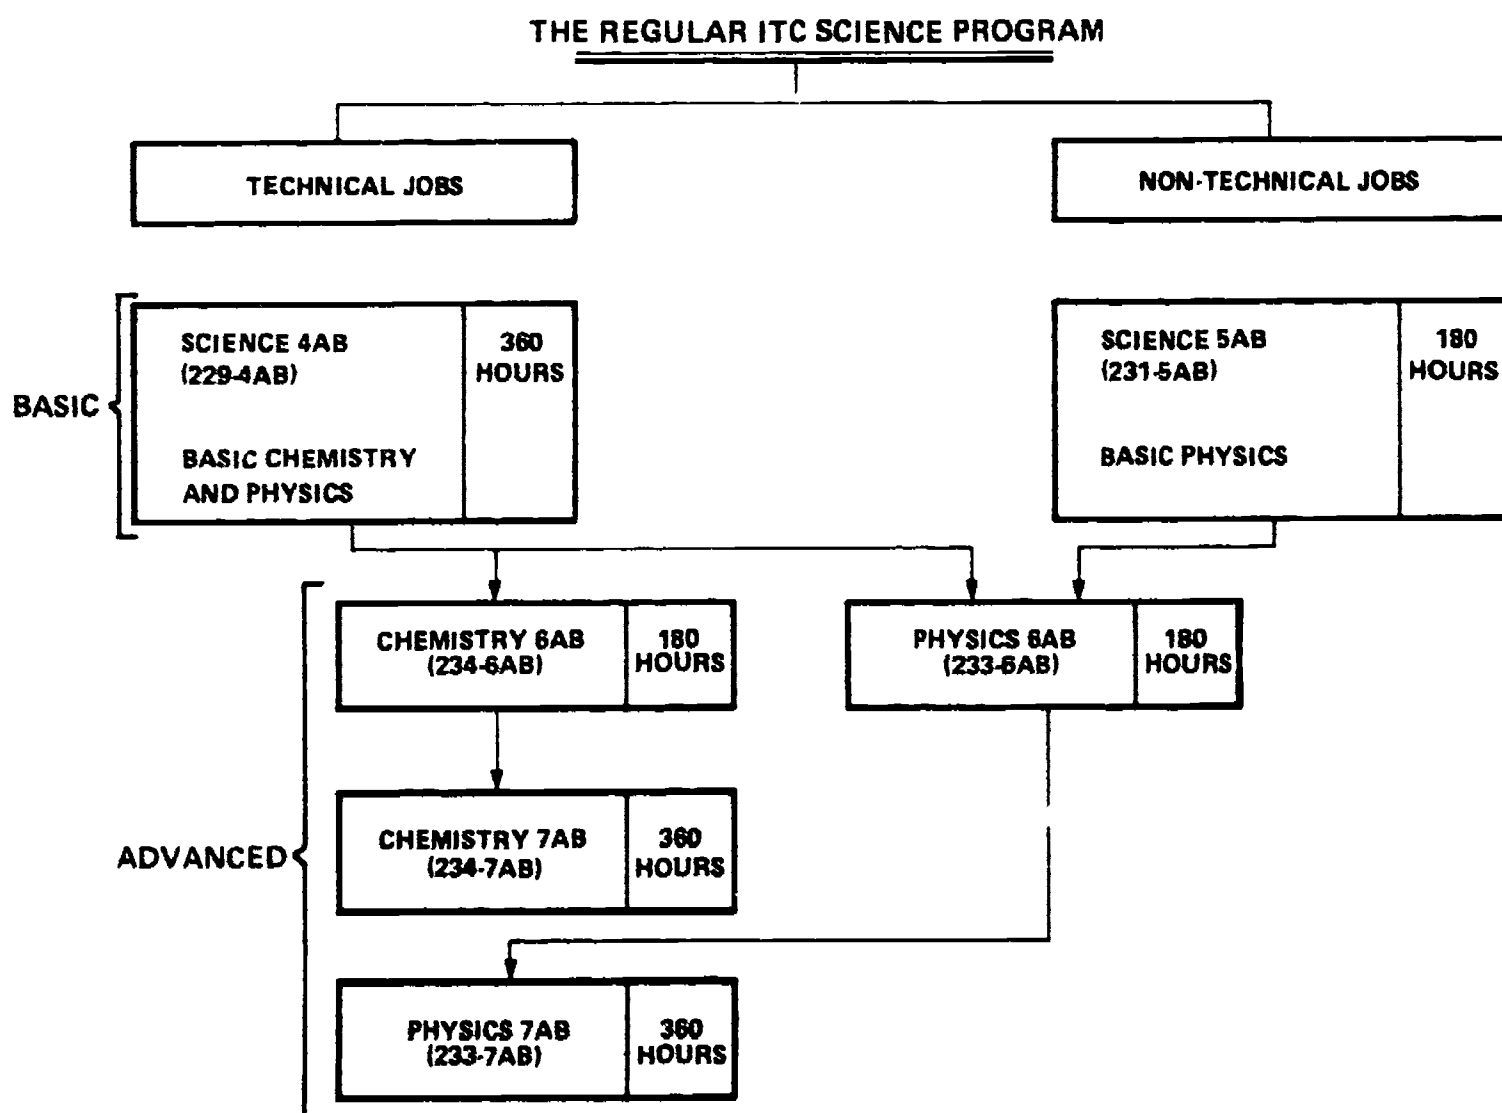 THE REGULAR ITC SCIENCE PROGRAM
TECHNICAL JOBS
NON-TECHNICAL JOBS
BASIC
SCIENCE 4AB
(229-4AB)
BASIC CHEMISTRY
AND PHYSICS
360
HOURS
SCIENCE 5AB
(231-5AB)
BASIC PHYSICS
180
HOURS
ADVANCED
CHEMISTRY 6AB
(234-6AB)
180
HOURS
PHYSICS 6AB
(233-6AB)
180
HOURS
CHEMISTRY 7AB
(234-7AB)
360
HOURS
PHYSICS 7AB
(233-7AB)
360
HOURS